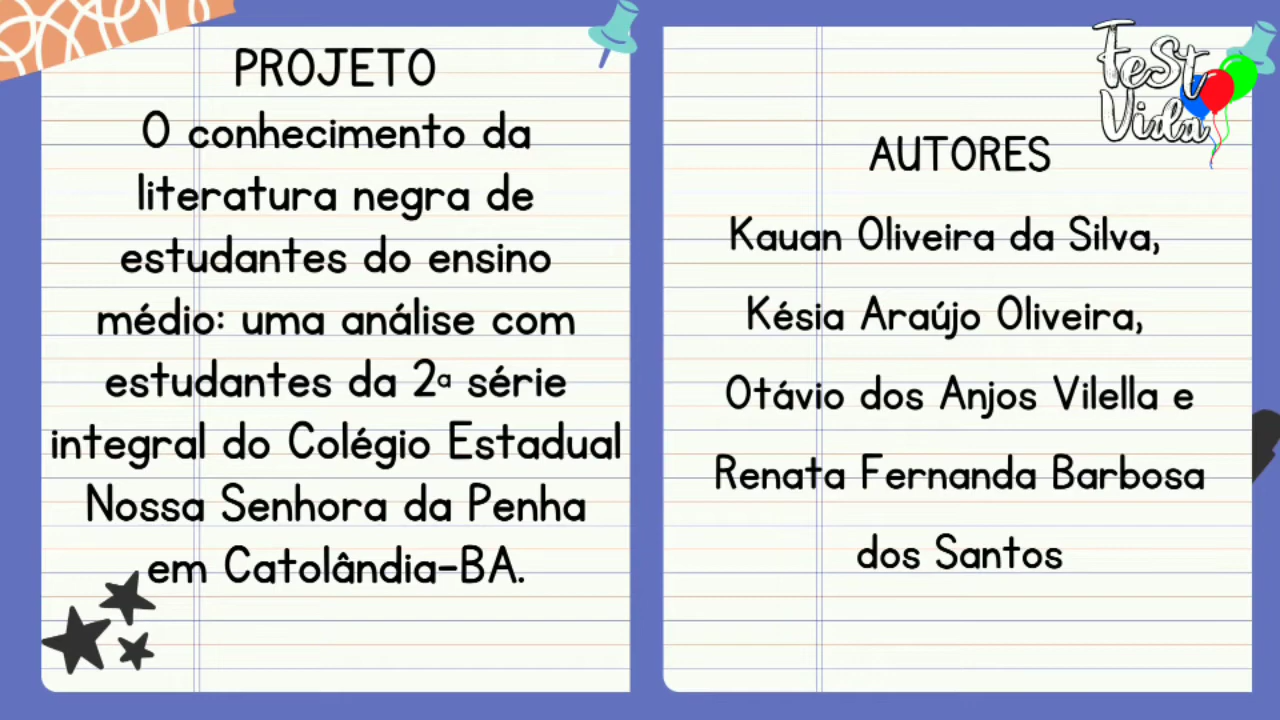 PROJETO
O conhecimento da
literatura negra de
estudantes do ensino
médio: uma análise com
estudantes da 2ª série
integral do Colégio Estadual
Nossa Senhora da Penha
em Catolândia-BA.
Fest
Vida
AUTORES
Kauan Oliveira da Silva,
Késia Araújo Oliveira,
Otávio dos Anjos Vilella e
Renata Fernanda Barbosa
dos Santos